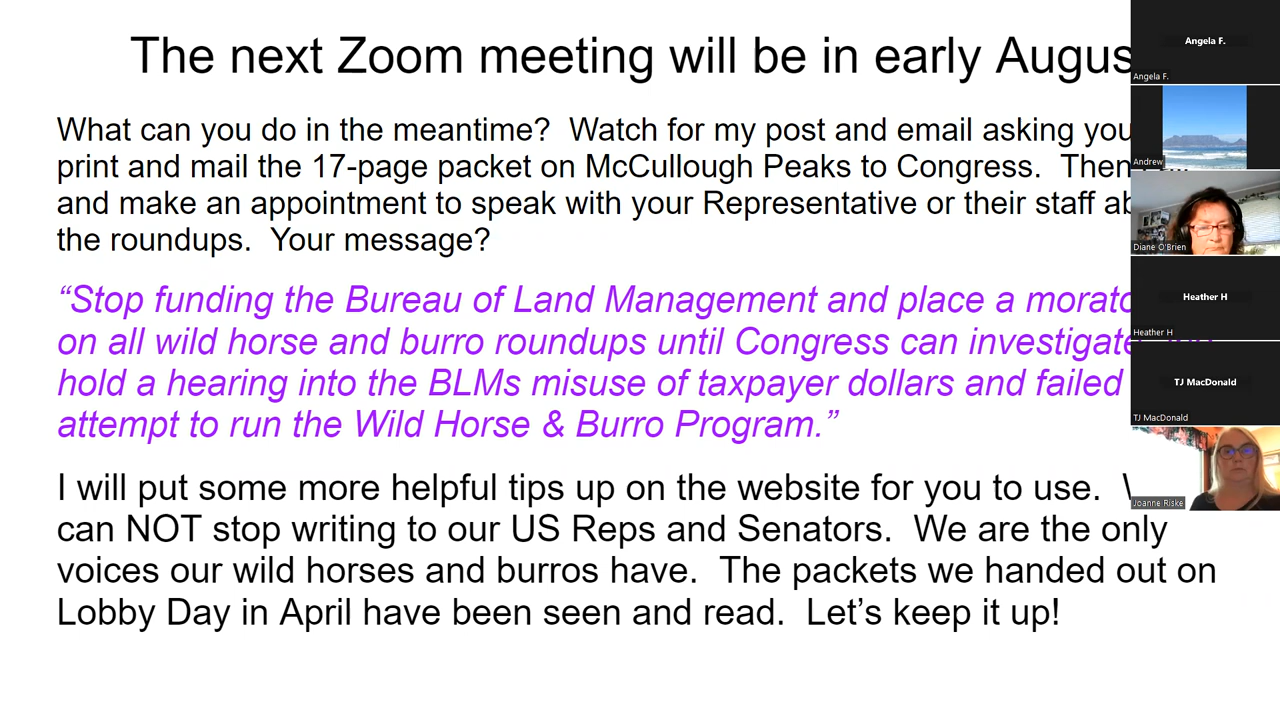 The next Zoom meeting will be in early Augus
What can you do in the meantime? Watch for my post and email asking you
print and mail the 17-page packet on McCullough Peaks to Congress. Then
and make an appointment to speak with your Representative or their staff ab
the roundups. Your message?
“Stop funding the Bureau of Land Management and place a morato
on all wild horse and burro roundups until Congress can investigate
hold a hearing into the BLMs misuse of taxpayer dollars and failed
attempt to run the Wild Horse & Burro Program.”
I will put some more helpful tips up on the website for you to use.
can NOT stop writing to our US Reps and Senators. We are the only
voices our wild horses and burros have. The packets we handed out on
Lobby Day in April have been seen and read. Let’s keep it up!
Angela F.
Angela F.
Andrew
Diane O'Brien
Heather H
Heather H
TJ MacDonald
TJ MacDonald
Joanne Riske